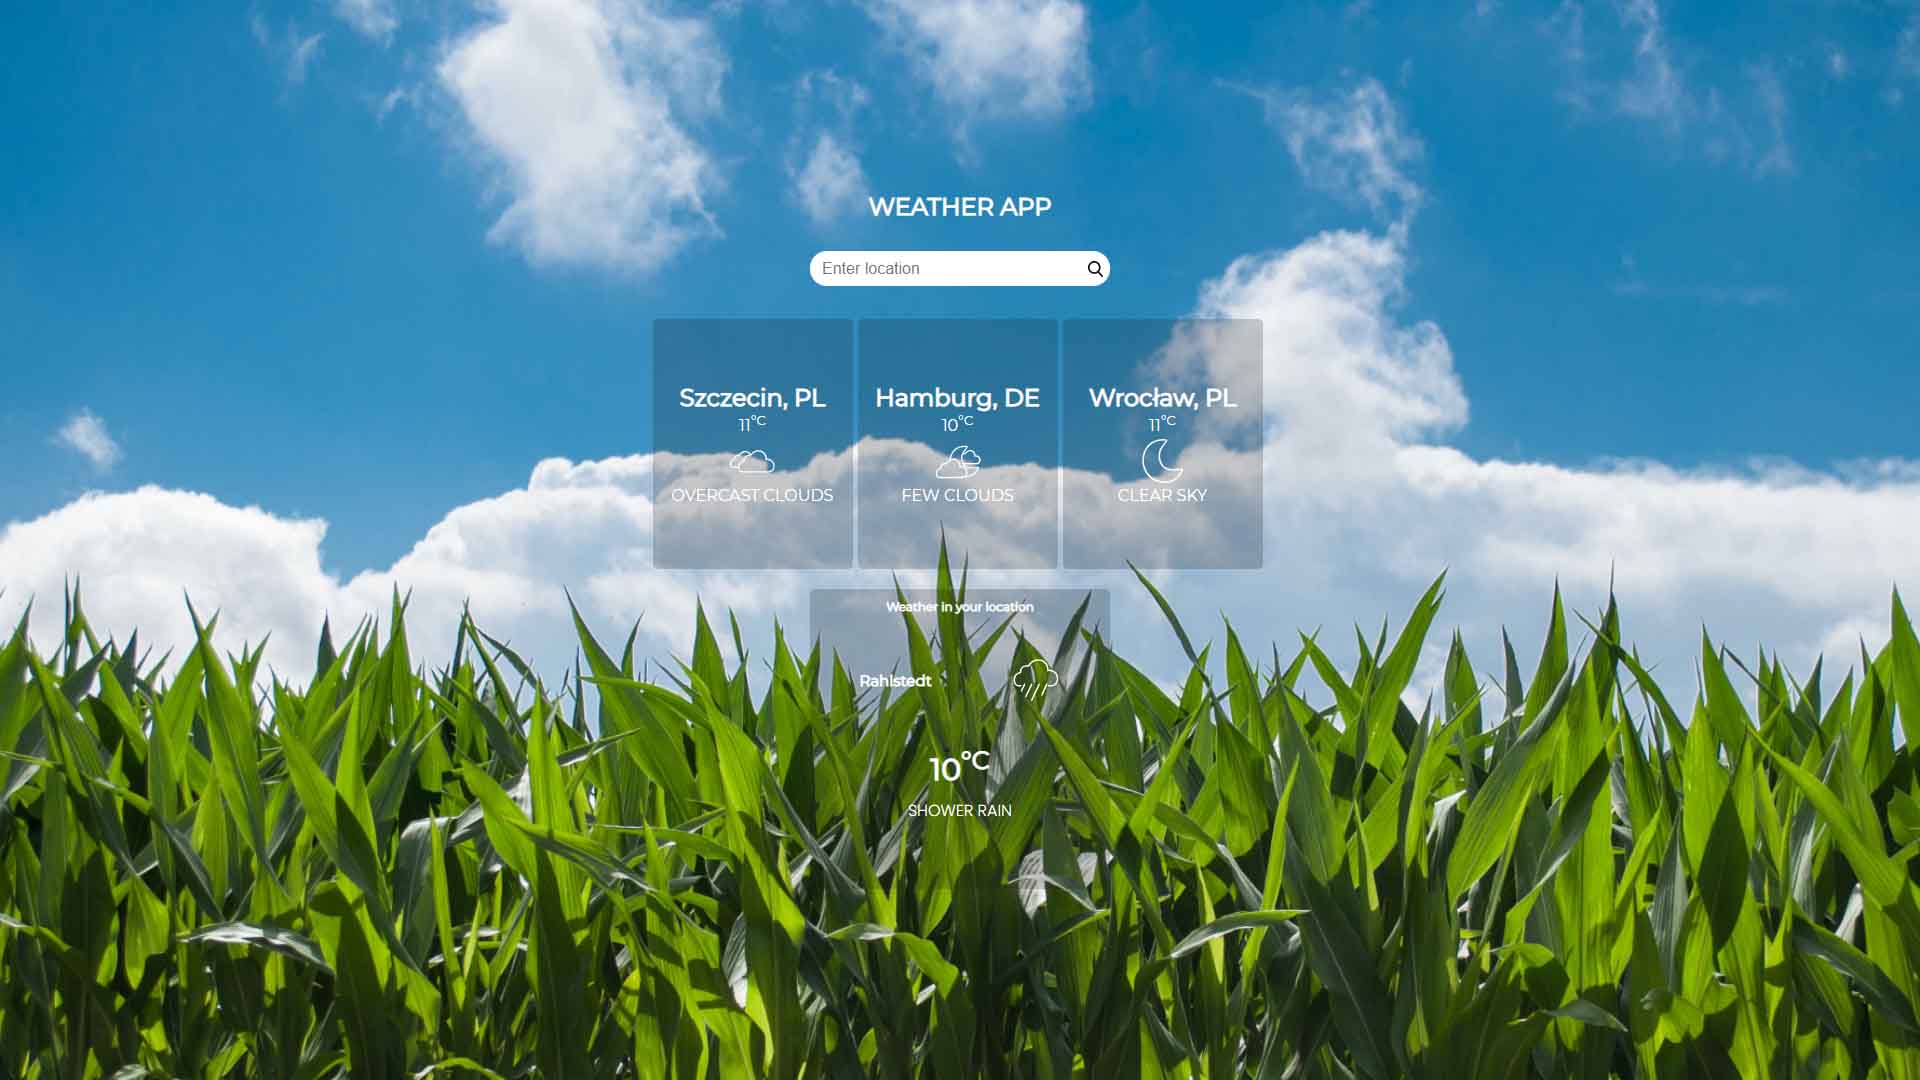 WEATHER APP
Enter location
Szczecin, PL
11°C
OVERCAST CLOUDS
Hamburg, DE
10°C
FEW CLOUDS
Wrocław, PL
11°C
CLEAR SKY
Weather in your location
Rahlstedt
10°C
SHOWER RAIN